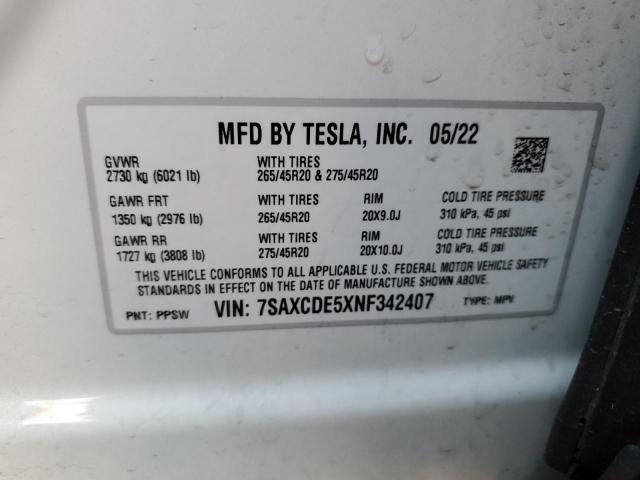 MFD BY TESLA, INC. 05/22
GVWR WITH TIRES
2730 kg (6021 lb) 265/45R20 & 275/45R20
GAWR FRT WITH TIRES RIM COLD TIRE PRESSURE
1350 kg (2976 lb) 265/45R20 20X9.0J 310 kPa, 45 psi
GAWR RR WITH TIRES RIM COLD TIRE PRESSURE
1727 kg (3808 lb) 275/45R20 20X10.0J 310 kPa, 45 psi
THIS VEHICLE CONFORMS TO ALL APPLICABLE U.S. FEDERAL MOTOR VEHICLE SAFETY
STANDARDS IN EFFECT ON THE DATE OF MANUFACTURE SHOWN ABOVE.
PNT: PPSW VIN: 7SAXCDE5XNF342407 TYPE: MPV